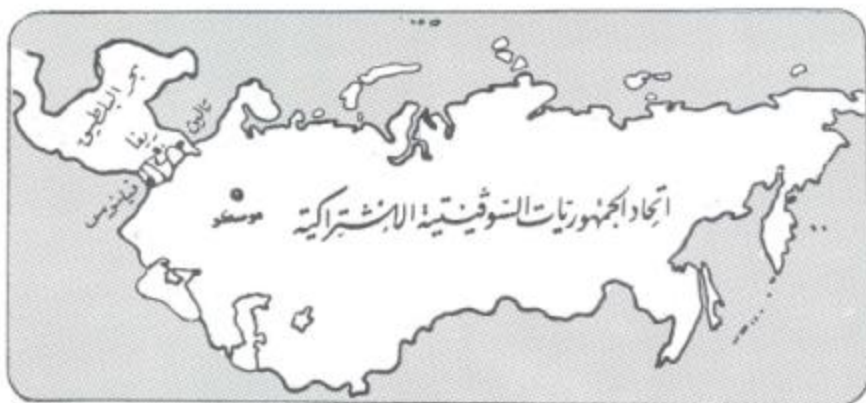 بحر البلطيق
تالين
ريغا
فيلنيوس
موسكو
اتحاد الجمهوريات السوڤيتية الاشتراكية